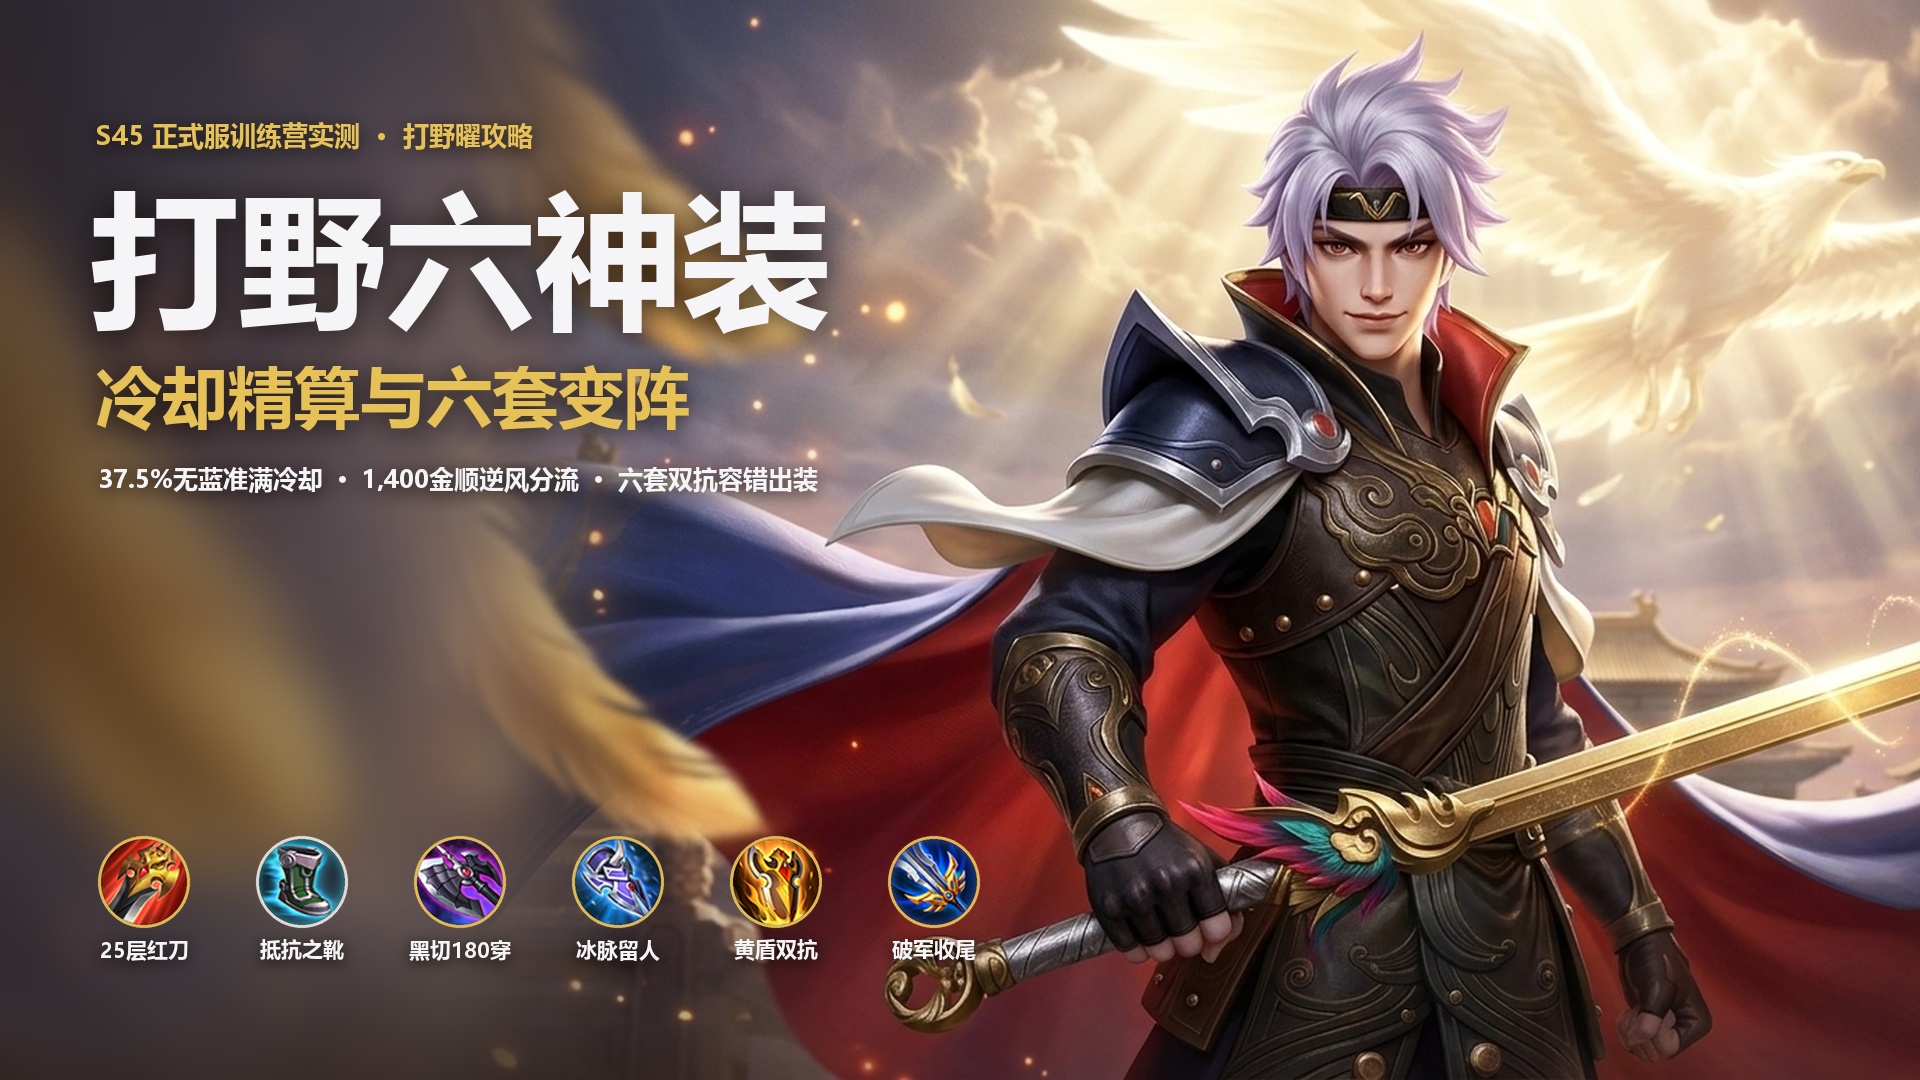 S45 正式服训练营实测 · 打野曜攻略
打野六神装
冷却精算与六套变阵
37.5%无蓝准满冷却 · 1,400金顺逆风分流 · 六套双抗容错出装
25层红刀 抵抗之靴 黑切180穿 冰脉留人 黄盾双抗 破军收尾